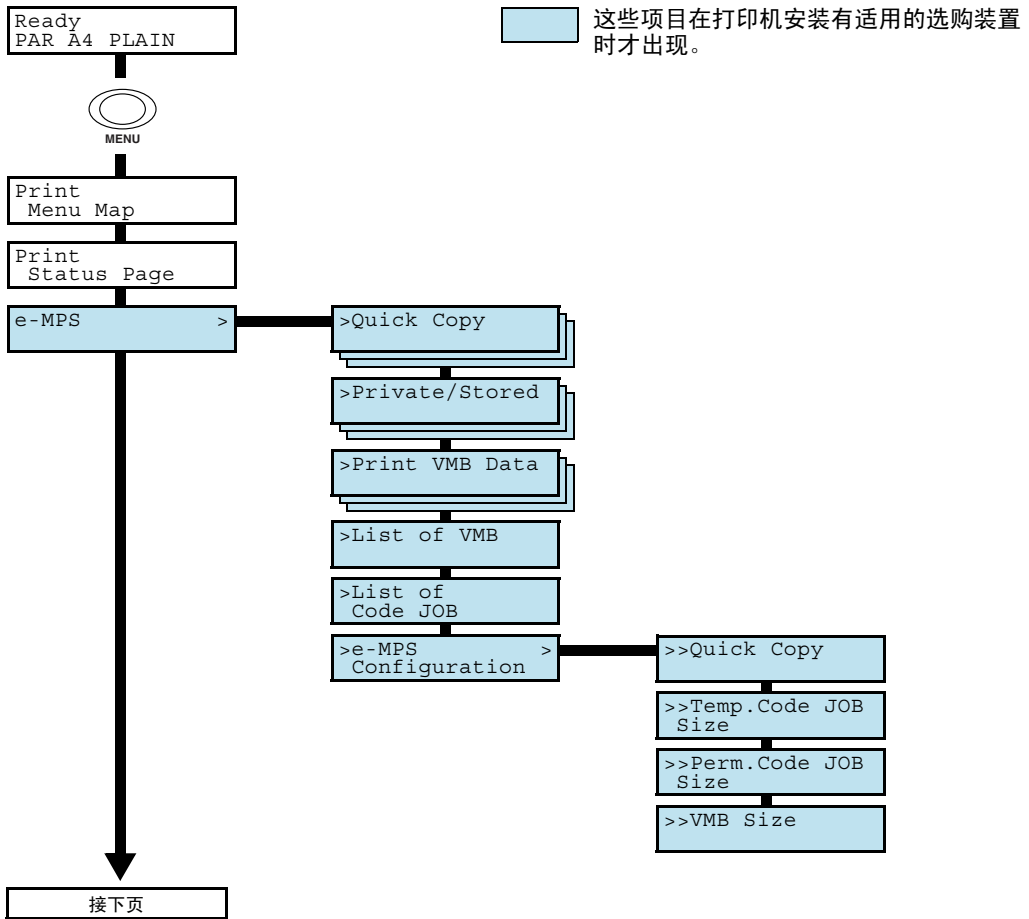 Ready
PAR A4 PLAIN
这些项目在打印机安装有适用的选购装置
时才出现。
MENU
Print
Menu Map
Print
Status Page
e-MPS >
>Quick Copy
>Private/Stored
>Print VMB Data
>List of VMB
>List of
Code JOB
>e-MPS >
Configuration
>>Quick Copy
>>Temp.Code JOB
Size
>>Perm.Code JOB
Size
>>VMB Size
接下页